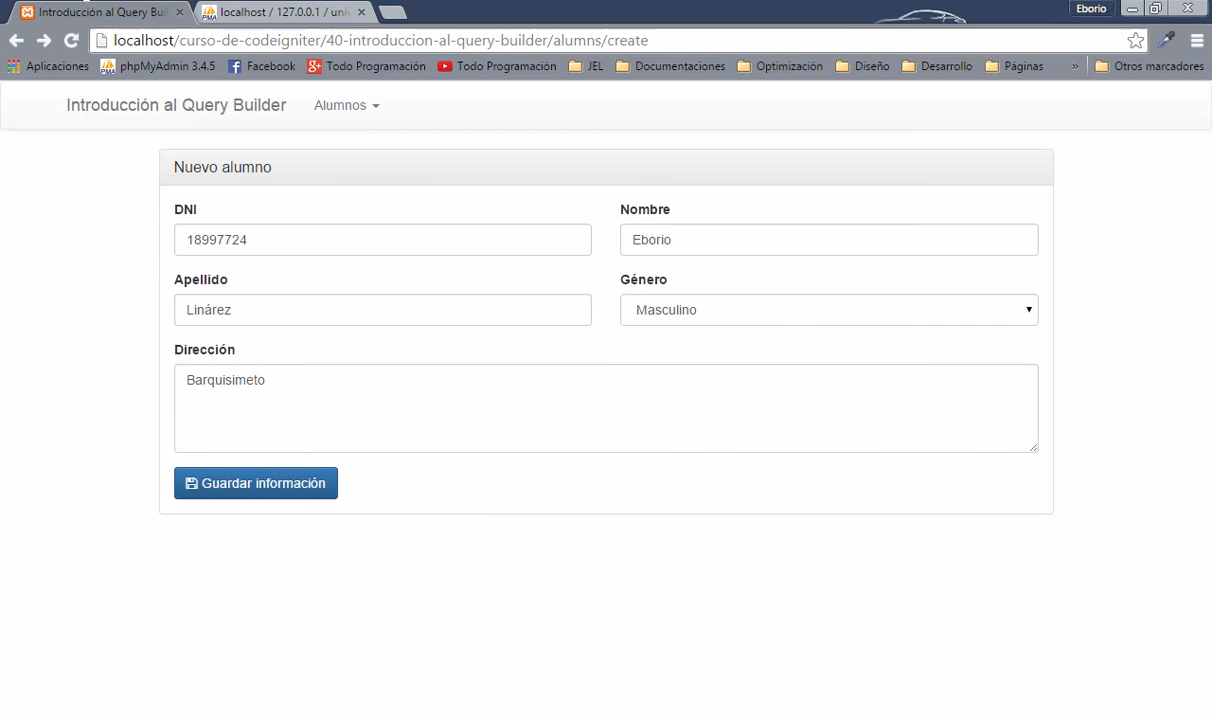 Introducción al Query Buil
localhost / 127.0.0.1 / uni
Eborio
localhost/curso-de-codeigniter/40-introduccion-al-query-builder/alumns/create
Aplicaciones phpMyAdmin 3.4.5 Facebook Todo Programación Todo Programación JEL Documentaciones Optimización Diseño Desarrollo Páginas » Otros marcadores
Introducción al Query Builder Alumnos
Nuevo alumno
DNI Nombre
18997724 Eborio
Apellido Género
Linárez Masculino
Dirección
Barquisimeto
Guardar información